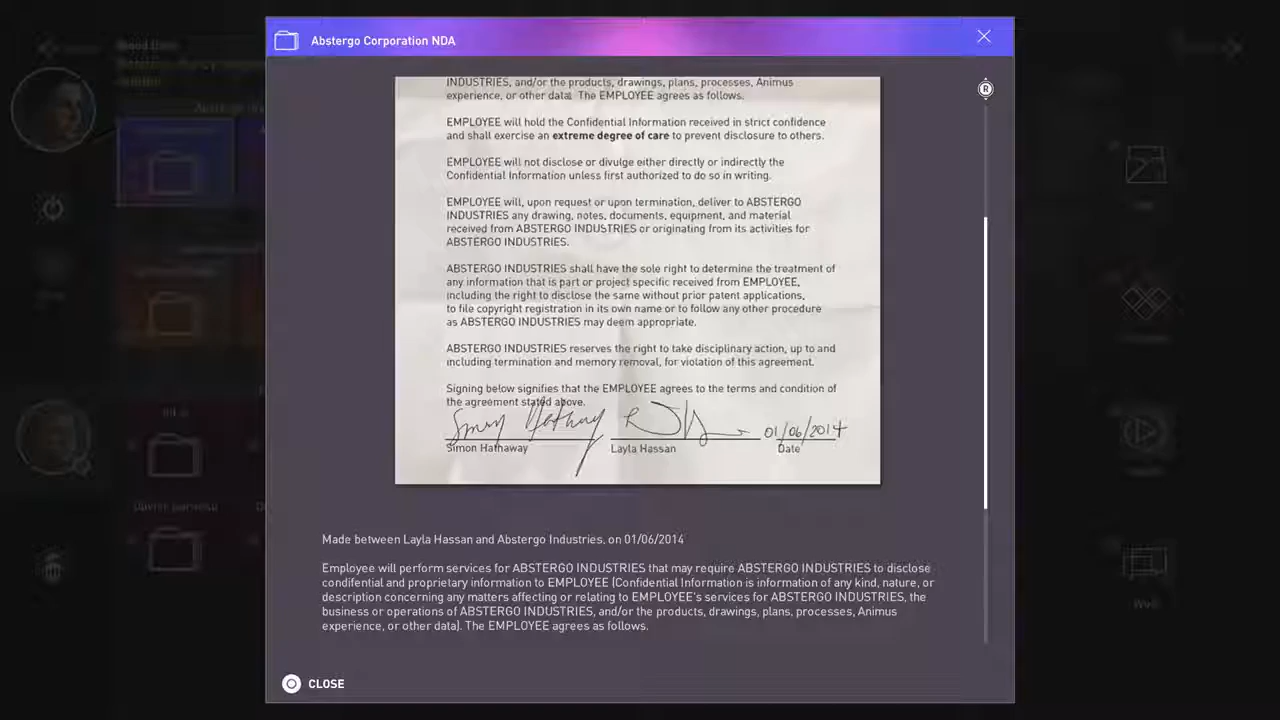 Abstergo Corporation NDA
INDUSTRIES, and/or the products, drawings, plans, processes, Animus
experience, or other data). The EMPLOYEE agrees as follows.
EMPLOYEE will hold the Confidential Information received in strict confidence
and shall exercise an extreme degree of care to prevent disclosure to others.
EMPLOYEE will not disclose or divulge either directly or indirectly the
Confidential Information unless first authorized to do so in writing.
EMPLOYEE will, upon request or upon termination, deliver to ABSTERGO
INDUSTRIES any drawing, notes, documents, equipment, and material
received from ABSTERGO INDUSTRIES or originating from its activities for
ABSTERGO INDUSTRIES.
ABSTERGO INDUSTRIES shall have the sole right to determine the treatment of
any information that is part or project specific received from EMPLOYEE,
including the right to disclose the same without prior patent applications,
to file copyright registration in its own name or to follow any other procedure
as ABSTERGO INDUSTRIES may deem appropriate.
ABSTERGO INDUSTRIES reserves the right to take disciplinary action, up to and
including termination and memory removal, for violation of this agreement.
Signing below signifies that the EMPLOYEE agrees to the terms and condition of
the agreement stated above.
Simon Hathaway 01/06/2014
Simon Hathaway Layla Hassan Date
Made between Layla Hassan and Abstergo Industries, on 01/06/2014
Employee will perform services for ABSTERGO INDUSTRIES that may require ABSTERGO INDUSTRIES to disclose
condifential and proprietary information to EMPLOYEE (Confidential Information is information of any kind, nature, or
description concerning any matters affecting or relating to EMPLOYEE's services for ABSTERGO INDUSTRIES, the
business or operations of ABSTERGO INDUSTRIES, and/or the products, drawings, plans, processes, Animus
experience, or other data). The EMPLOYEE agrees as follows.
R
CLOSE